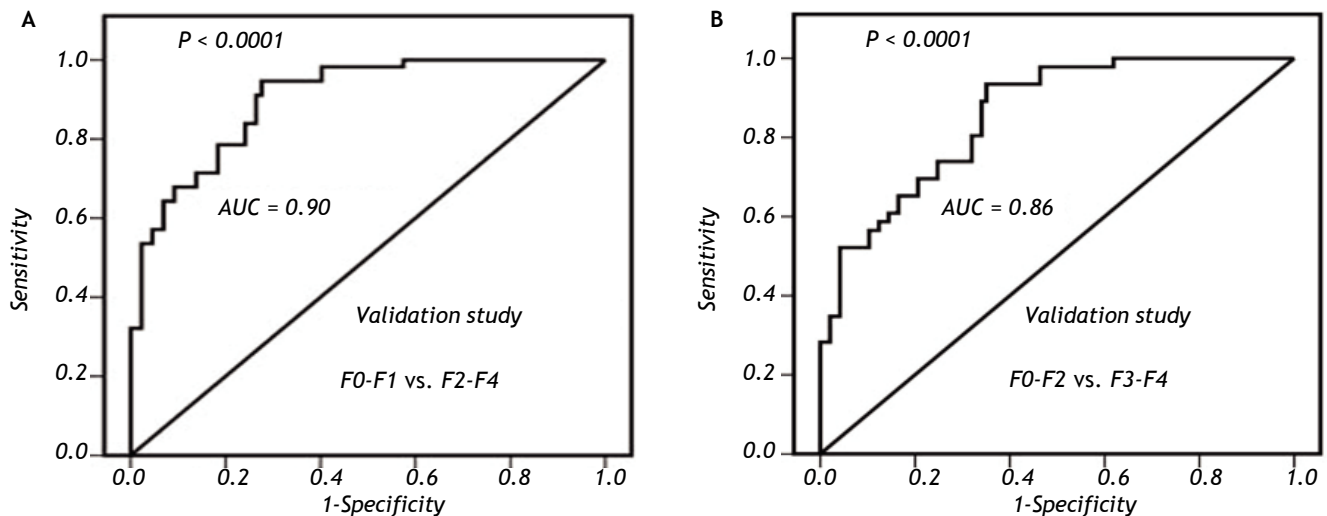 A
P < 0.0001
1.0
0.8
0.6
0.4
0.2
0.0
Sensitivity
AUC = 0.90
Validation study
F0-F1 vs. F2-F4
0.0 0.2 0.4 0.6 0.8 1.0
1-Specificity
B
P < 0.0001
1.0
0.8
0.6
0.4
0.2
0.0
Sensitivity
AUC = 0.86
Validation study
F0-F2 vs. F3-F4
0.0 0.2 0.4 0.6 0.8 1.0
1-Specificity